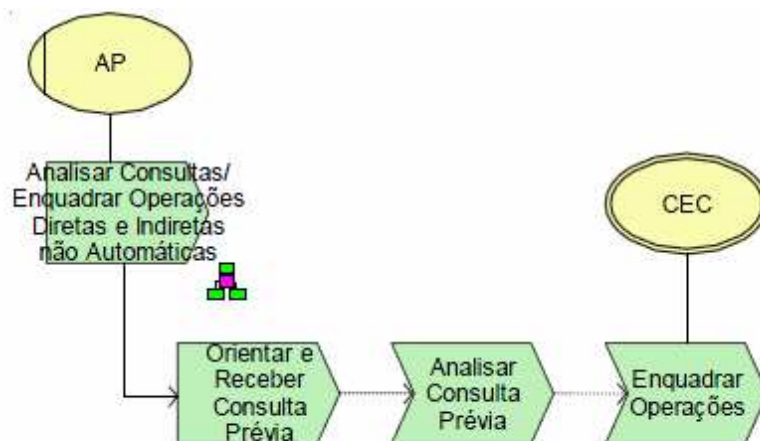 AP
Analisar Consultas/
Enquadrar Operações
Diretas e Indiretas
não Automáticas
CEC
Orientar e
Receber
Consulta
Prévia
Analisar
Consulta
Prévia
Enquadrar
Operações